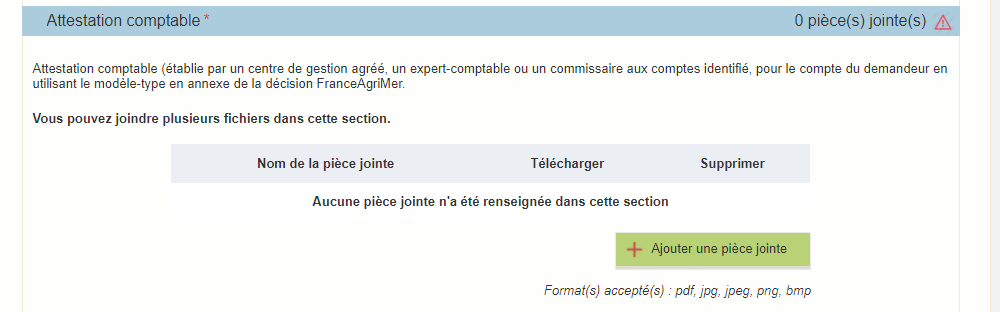 Attestation comptable * 0 pièce(s) jointe(s)
Attestation comptable (établie par un centre de gestion agréé, un expert-comptable ou un commissaire aux comptes identifié, pour le compte du demandeur en
utilisant le modèle-type en annexe de la décision FranceAgriMer.
Vous pouvez joindre plusieurs fichiers dans cette section.
Nom de la pièce jointe Télécharger Supprimer
Aucune pièce jointe n'a été renseignée dans cette section
Ajouter une pièce jointe
Format(s) accepté(s) : pdf, jpg, jpeg, png, bmp